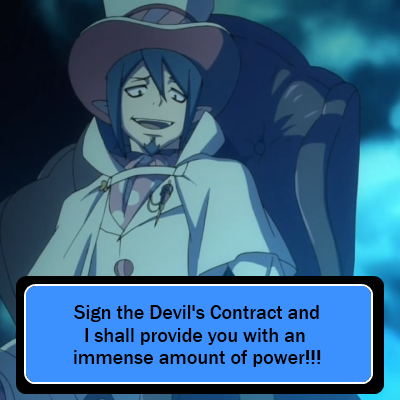 Sign the Devil's Contract and
I shall provide you with an
immense amount of power!!!